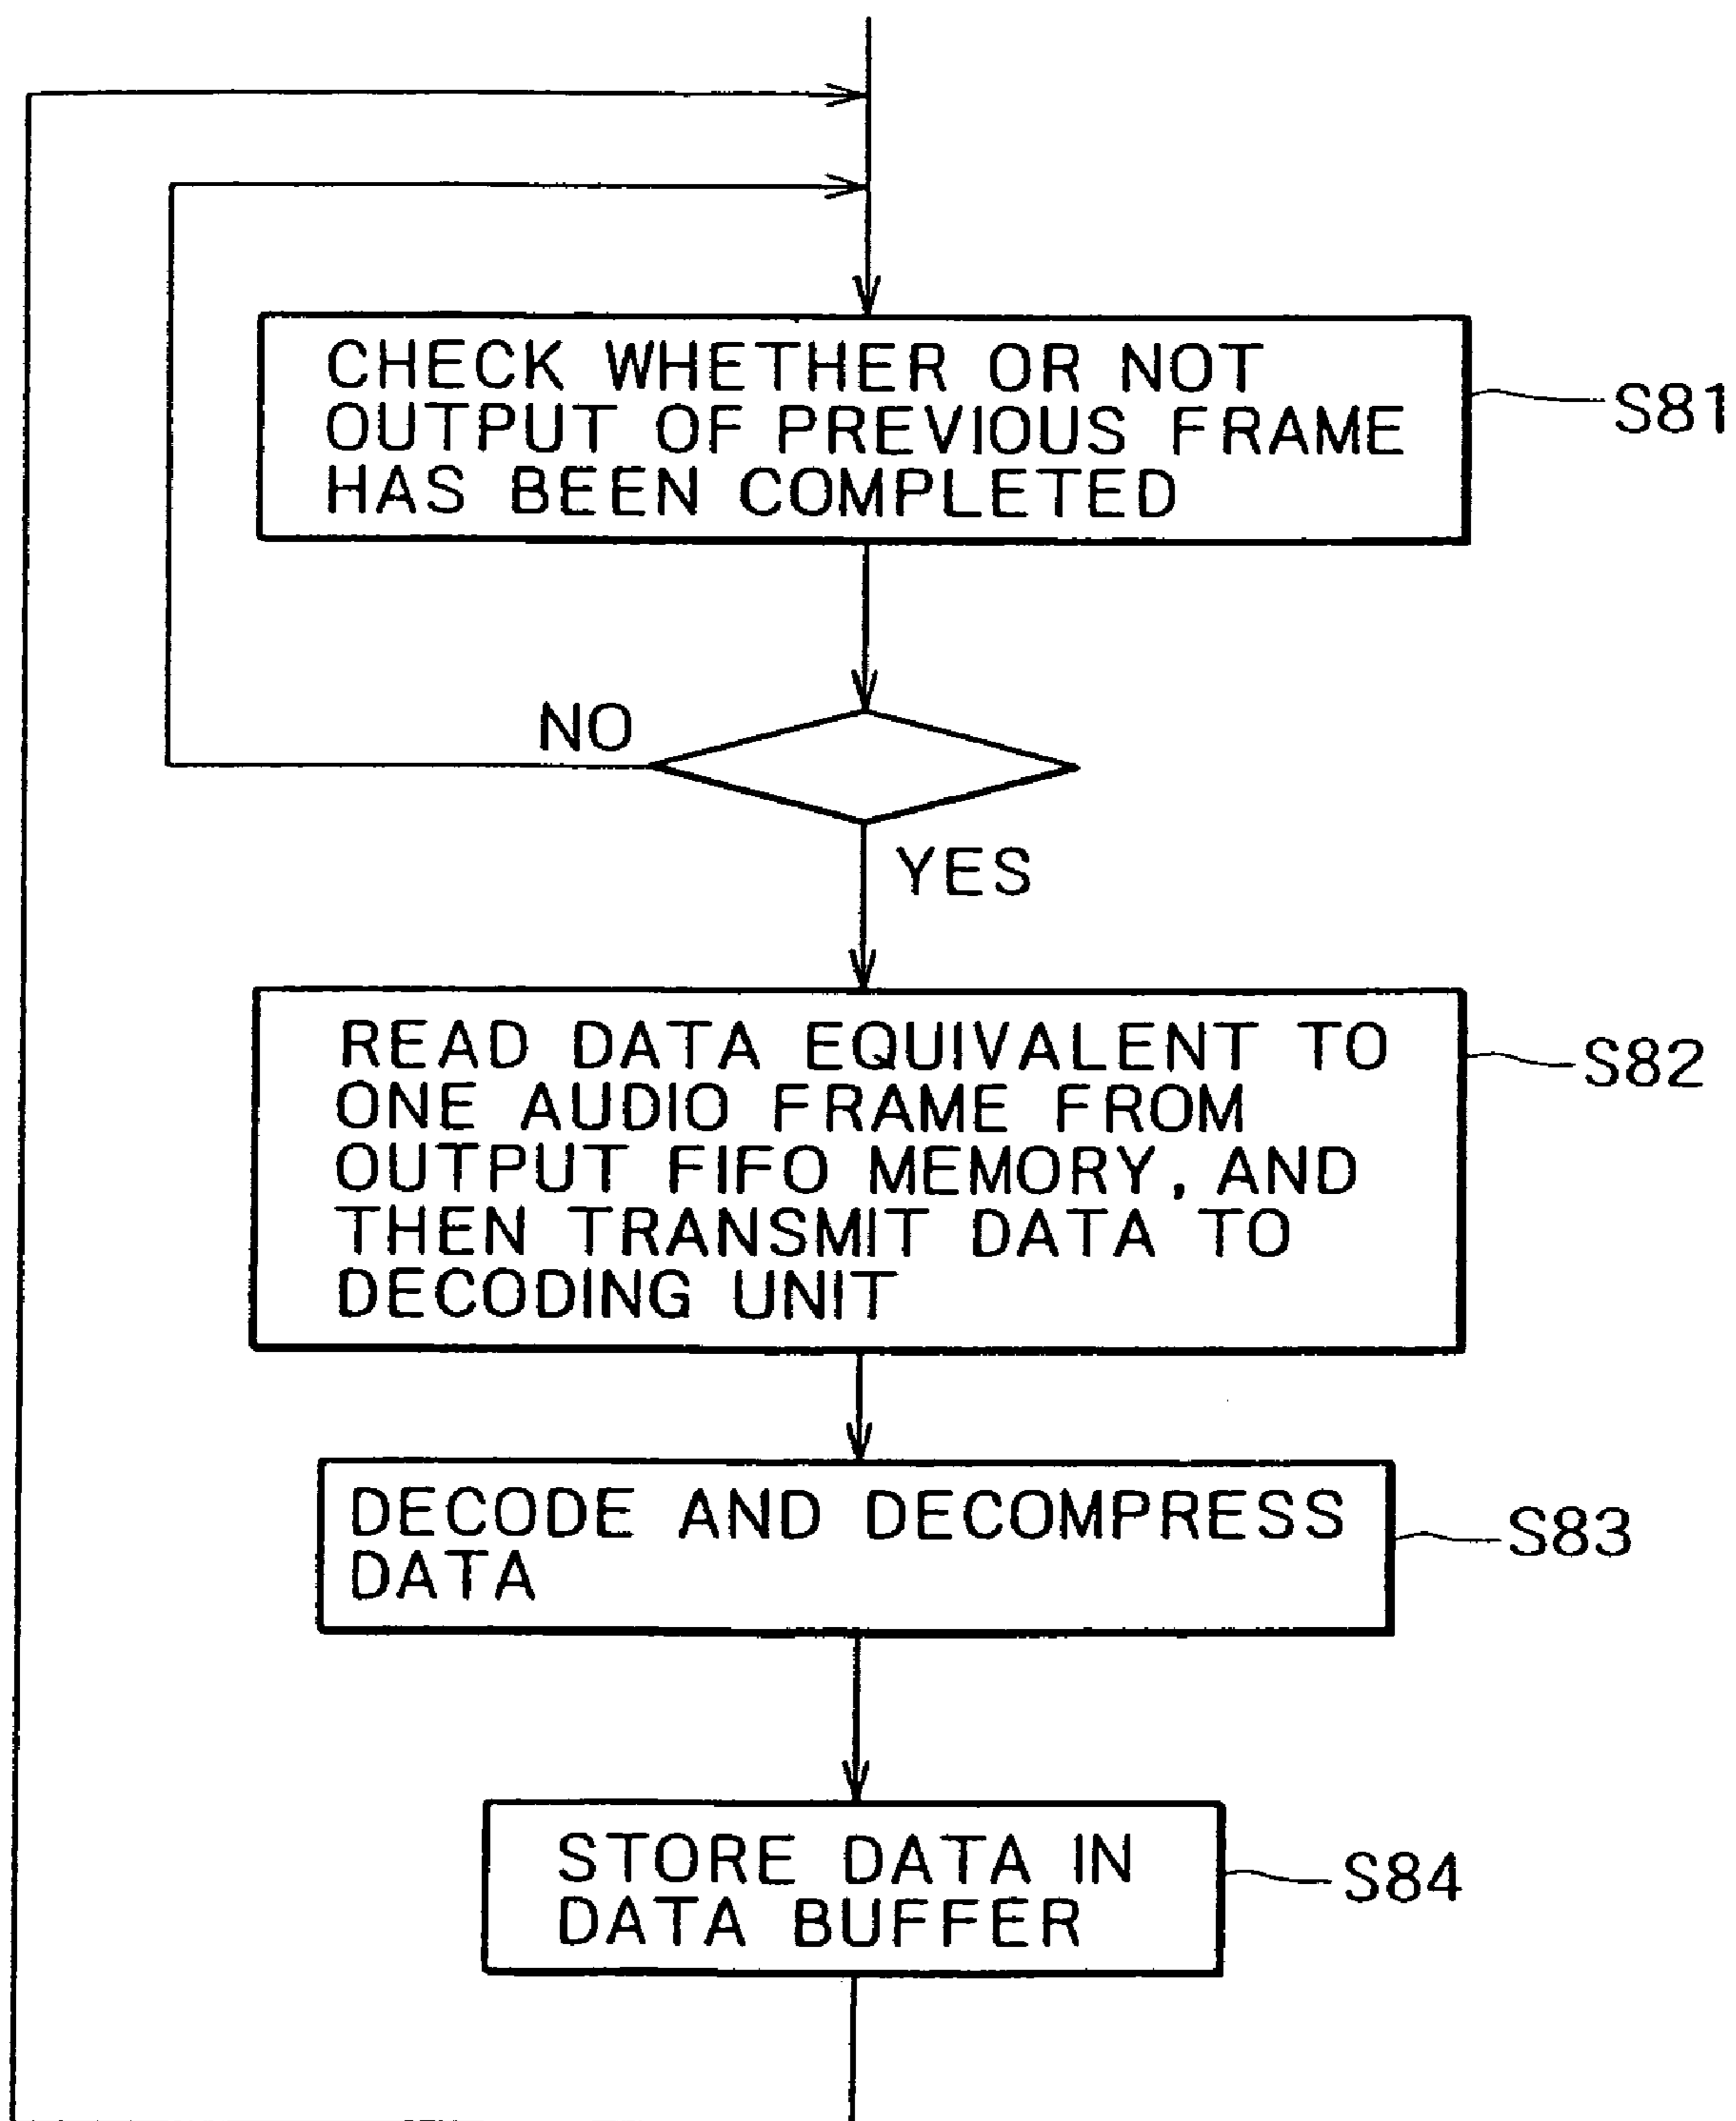 CHECK WHETHER OR NOT
OUTPUT OF PREVIOUS FRAME
HAS BEEN COMPLETED
S81
NO
YES
READ DATA EQUIVALENT TO
ONE AUDIO FRAME FROM
OUTPUT FIFO MEMORY, AND
THEN TRANSMIT DATA TO
DECODING UNIT
S82
DECODE AND DECOMPRESS
DATA
S83
STORE DATA IN
DATA BUFFER
S84